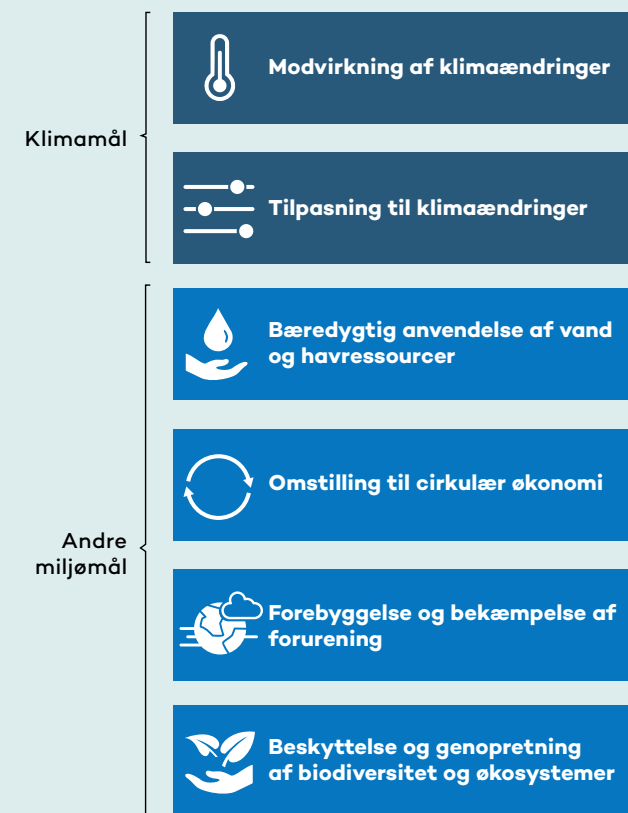 Klimamål
Modvirkning af klimaændringer
Tilpasning til klimaændringer
Andre
miljømål
Bæredygtig anvendelse af vand
og havressourcer
Omstilling til cirkulær økonomi
Forebyggelse og bekæmpelse af
forurening
Beskyttelse og genopretning
af biodiversitet og økosystemer